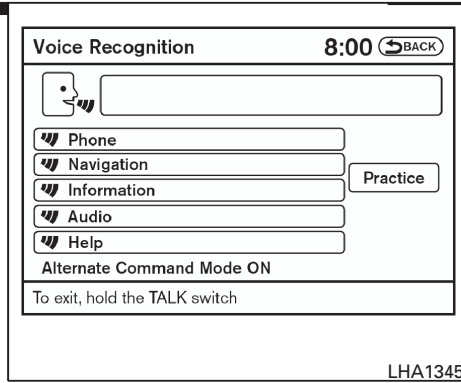 Voice Recognition 8:00 BACK
Phone
Navigation
Information
Practice
Audio
Help
Alternate Command Mode ON
To exit, hold the TALK switch
LHA1345